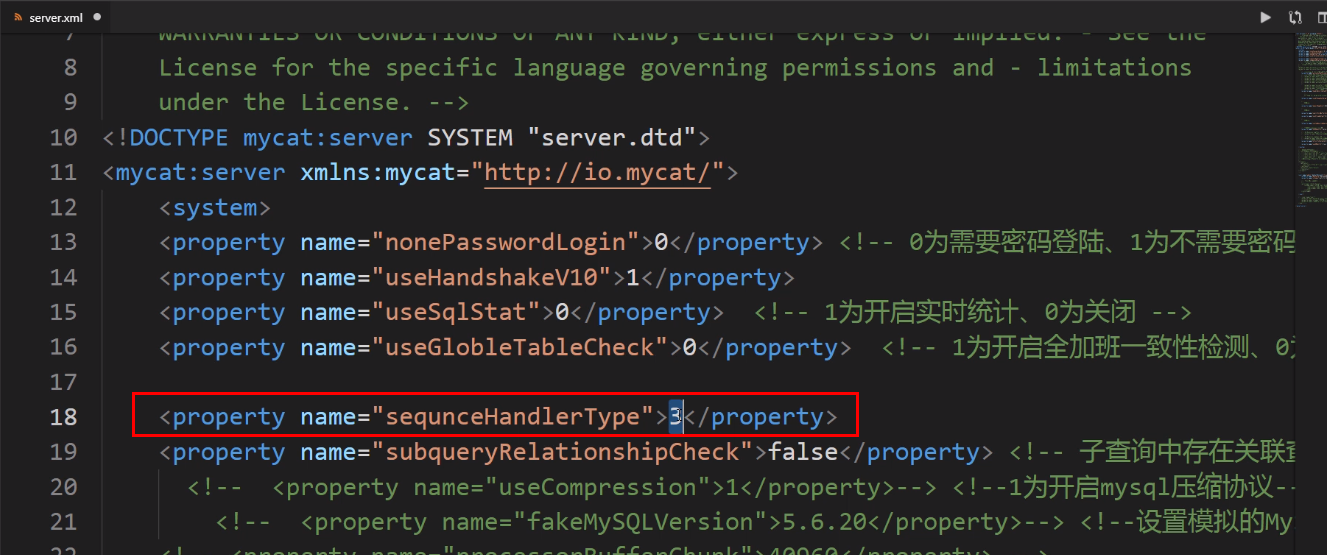 server.xml
7 WARRANTIES OR CONDITIONS OF ANY KIND, either express or implied. - See the
8 License for the specific language governing permissions and - limitations
9 under the License. -->
10 <!DOCTYPE mycat:server SYSTEM "server.dtd">
11 <mycat:server xmlns:mycat="http://io.mycat/">
12 <system>
13 <property name="nonePasswordLogin">0</property> <!-- 0为需要密码登陆、1为不需要密码
14 <property name="useHandshakeV10">1</property>
15 <property name="useSqlStat">0</property> <!-- 1为开启实时统计、0为关闭 -->
16 <property name="useGlobleTableCheck">0</property> <!-- 1为开启全加班一致性检测、0为
17
18 <property name="sequnceHandlerType">3</property>
19 <property name="subqueryRelationshipCheck">false</property> <!-- 子查询中存在关联查
20 <!-- <property name="useCompression">1</property>--> <!--1为开启mysql压缩协议--
21 <!-- <property name="fakeMySQLVersion">5.6.20</property>--> <!--设置模拟的My
22 <!-- <property name="processorBufferChunk">40960</property>